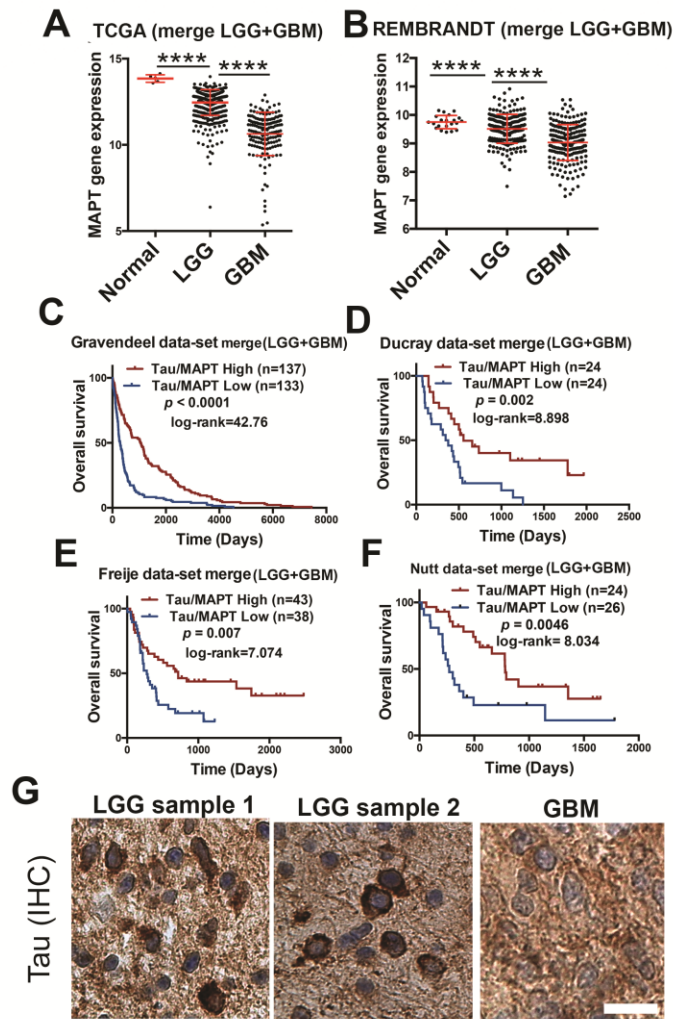 A TCGA (merge LGG+GBM)
****
****
MAPT gene expression
15
10
5
Normal
LGG
GBM
B REMBRANDT (merge LGG+GBM)
****
****
MAPT gene expression
12
11
10
9
8
7
6
Normal
LGG
GBM
C
Gravendeel data-set merge(LGG+GBM)
Tau/MAPT High (n=137)
Tau/MAPT Low (n=133)
p < 0.0001
log-rank=42.76
Overall survival
100
50
0
0 2000 4000 6000 8000
Time (Days)
D
Ducray data-set merge(LGG+GBM)
Tau/MAPT High (n=24
Tau/MAPT Low (n=24)
p = 0.002
log-rank=8.898
Overall survival
100
50
0
0 500 1000 1500 2000 2500
Time (Days)
E
Freije data-set merge(LGG+GBM)
Tau/MAPT High (n=43)
Tau/MAPT Low (n=38)
p = 0.007
log-rank=7.074
Overall survival
100
50
0
0 1000 2000 3000
Time (Days)
F
Nutt data-set merge(LGG+GBM)
Tau/MAPT High (n=24)
Tau/MAPT Low (n=26)
p = 0.0046
log-rank= 8.034
Overall survival
100
50
0
0 500 1000 1500 2000
Time (Days)
G
LGG sample 1
LGG sample 2
GBM
Tau (IHC)